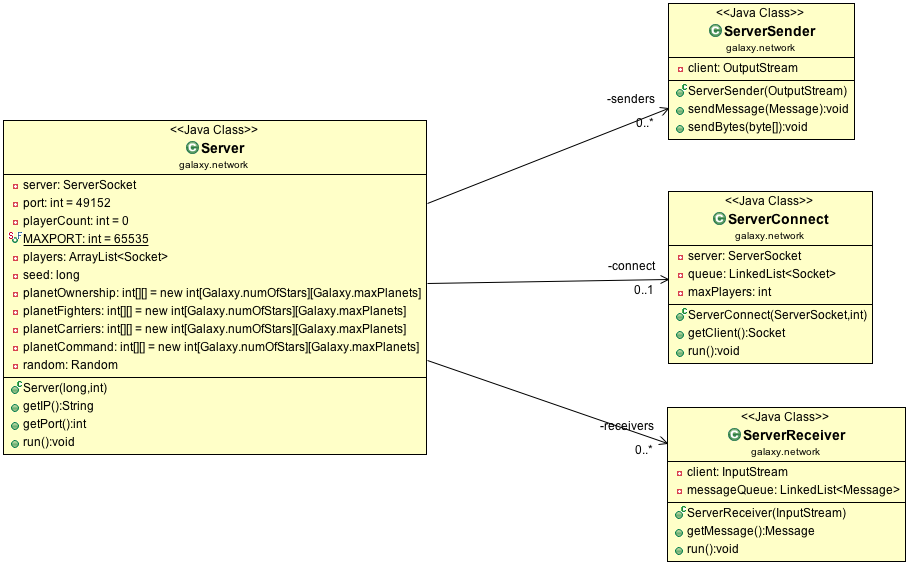 <<Java Class>>
Server
galaxy.network
server: ServerSocket
port: int = 49152
playerCount: int = 0
S F MAXPORT: int = 65535
players: ArrayList<Socket>
seed: long
planetOwnership: int[][] = new int[Galaxy.numOfStars][Galaxy.maxPlanets]
planetFighters: int[][] = new int[Galaxy.numOfStars][Galaxy.maxPlanets]
planetCarriers: int[][] = new int[Galaxy.numOfStars][Galaxy.maxPlanets]
planetCommand: int[][] = new int[Galaxy.numOfStars][Galaxy.maxPlanets]
random: Random
C Server(long,int)
getIP():String
getPort():int
run():void
-senders
0..*
-connect
0..1
-receivers
0..*
<<Java Class>>
ServerSender
galaxy.network
client: OutputStream
C ServerSender(OutputStream)
sendMessage(Message):void
sendBytes(byte[]):void
<<Java Class>>
ServerConnect
galaxy.network
server: ServerSocket
queue: LinkedList<Socket>
maxPlayers: int
C ServerConnect(ServerSocket,int)
getClient():Socket
run():void
<<Java Class>>
ServerReceiver
galaxy.network
client: InputStream
messageQueue: LinkedList<Message>
C ServerReceiver(InputStream)
getMessage():Message
run():void